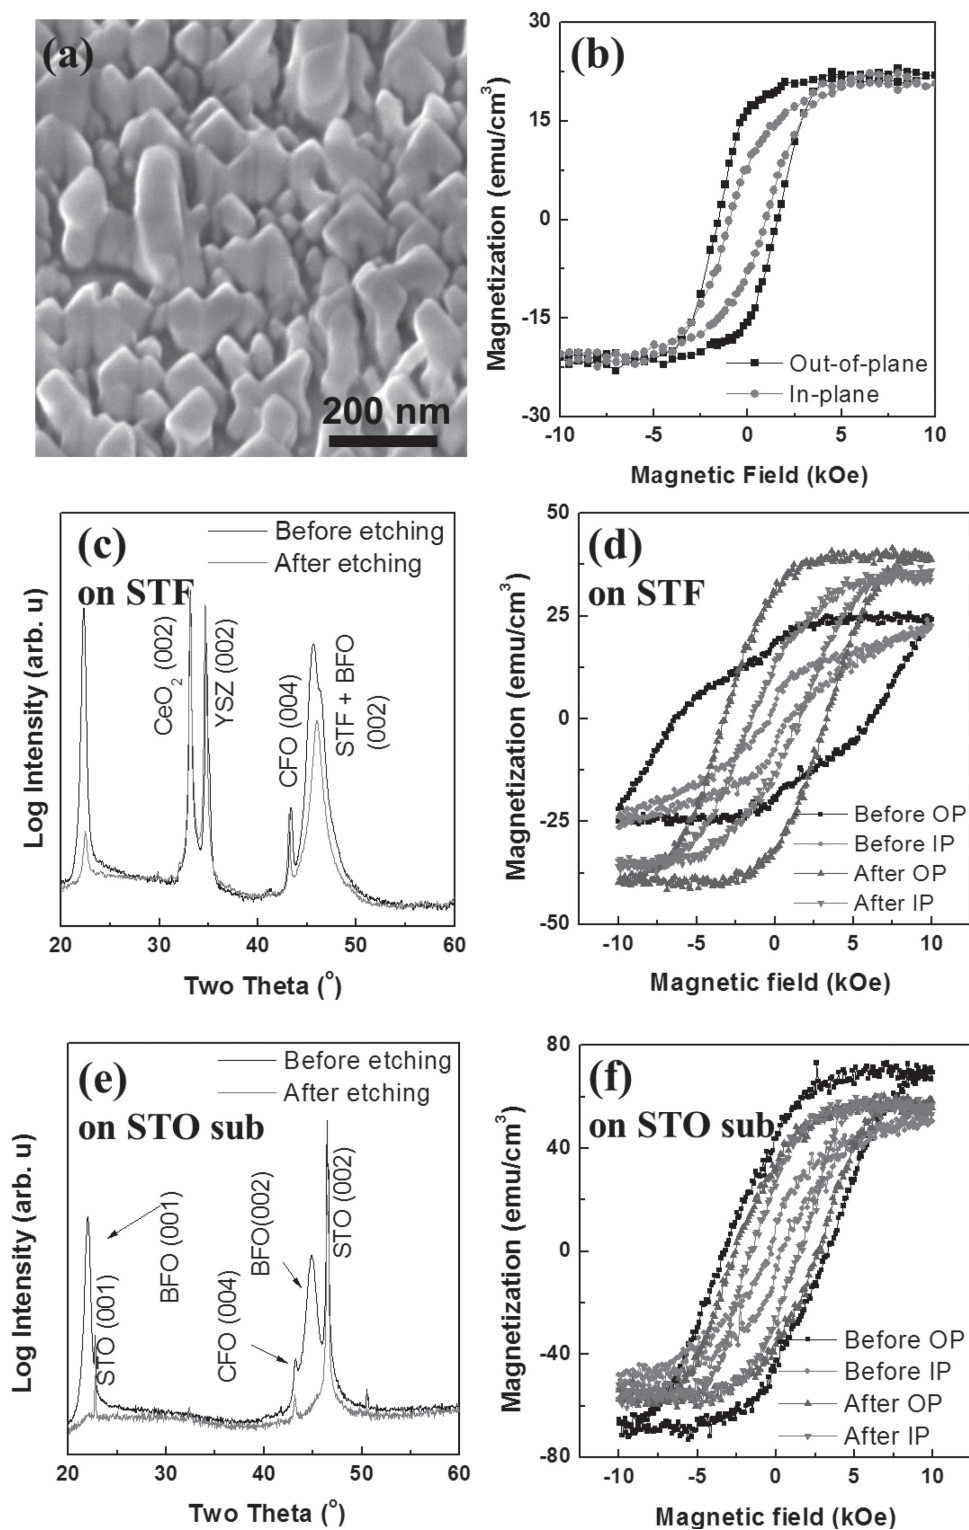 (a)
200 nm
(b)
30
15
0
-15
-30
-10
-5
0
5
10
Magnetization (emu/cm³)
Magnetic Field (kOe)
Out-of-plane
In-plane
(c)
on STF
Before etching
After etching
CeO₂ (002)
YSZ (002)
CFO (004)
STF + BFO
(002)
Log Intensity (arb. u)
20
30
40
50
60
Two Theta (°)
(d)
on STF
50
25
0
-25
-50
-10
-5
0
5
10
Magnetization (emu/cm³)
Magnetic field (kOe)
Before OP
Before IP
After OP
After IP
(e)
on STO sub
Before etching
After etching
STO (001)
BFO (001)
CFO (004)
BFO(002)
STO (002)
Log Intensity (arb. u)
20
30
40
50
60
Two Theta (°)
(f)
on STO sub
80
40
0
-40
-80
-10
-5
0
5
10
Magnetization (emu/cm³)
Magnetic field (kOe)
Before OP
Before IP
After OP
After IP